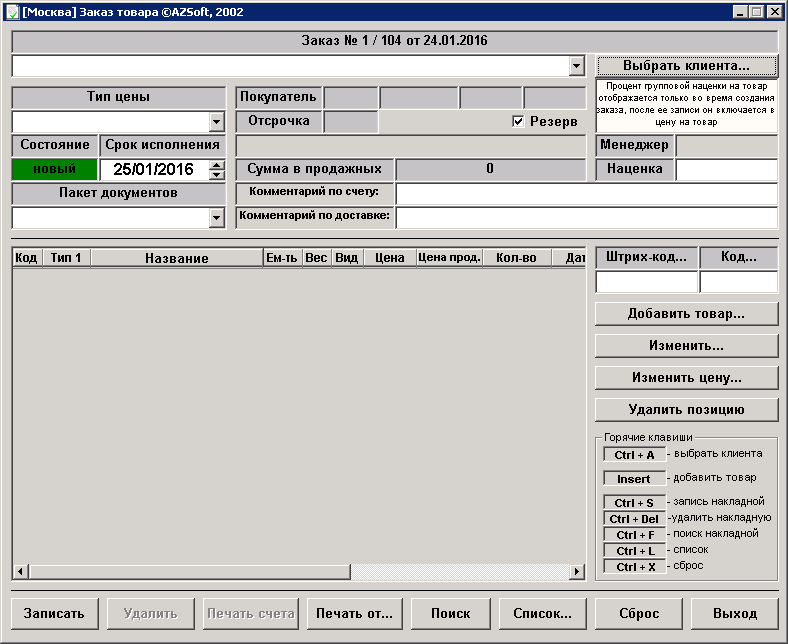 [Москва] Заказ товара ©AZSoft, 2002
Заказ № 1 / 104 от 24.01.2016
Выбрать клиента...
Процент групповой наценки на товар
отображается только во время создания
заказа, после ее записи он включается в
цену на товар
Тип цены
Покупатель
Отсрочка
Резерв
Состояние
Срок исполнения
Менеджер
новый
25/01/2016
Сумма в продажных
0
Наценка
Пакет документов
Комментарий по счету:
Комментарий по доставке:
Код
Тип 1
Название
Ем-ть
Вес
Вид
Цена
Цена прод.
Кол-во
Дат
Штрих-код...
Код...
Добавить товар...
Изменить...
Изменить цену...
Удалить позицию
Горячие клавиши
Ctrl + A - выбрать клиента
Insert - добавить товар
Ctrl + S - запись накладной
Ctrl + Del -удалить накладную
Ctrl + F - поиск накладной
Ctrl + L - список
Ctrl + X - сброс
Записать
Удалить
Печать счета
Печать от...
Поиск
Список...
Сброс
Выход